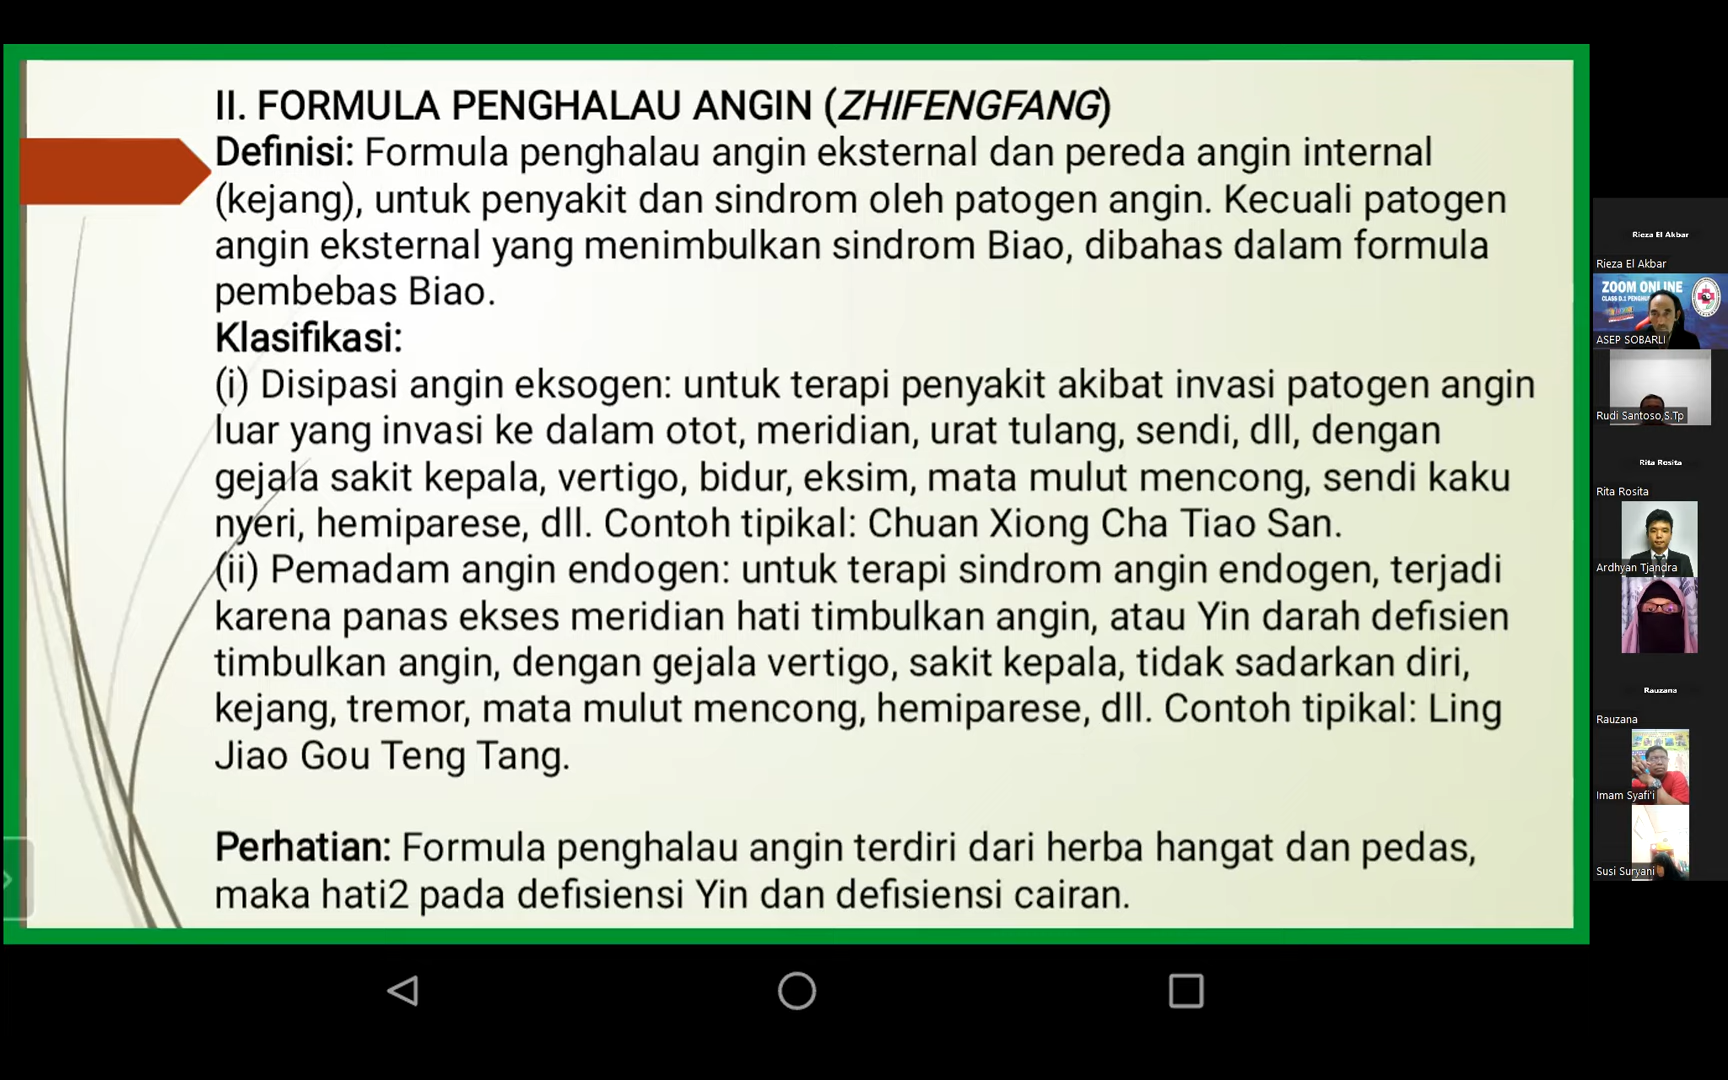 II. FORMULA PENGHALAU ANGIN (ZHIFENGFANG)
Definisi: Formula penghalau angin eksternal dan pereda angin internal
(kejang), untuk penyakit dan sindrom oleh patogen angin. Kecuali patogen
angin eksternal yang menimbulkan sindrom Biao, dibahas dalam formula
pembebas Biao.
Klasifikasi:
(i) Disipasi angin eksogen: untuk terapi penyakit akibat invasi patogen angin
luar yang invasi ke dalam otot, meridian, urat tulang, sendi, dll, dengan
gejala sakit kepala, vertigo, bidur, eksim, mata mulut mencong, sendi kaku
nyeri, hemiparese, dll. Contoh tipikal: Chuan Xiong Cha Tiao San.
(ii) Pemadam angin endogen: untuk terapi sindrom angin endogen, terjadi
karena panas ekses meridian hati timbulkan angin, atau Yin darah defisien
timbulkan angin, dengan gejala vertigo, sakit kepala, tidak sadarkan diri,
kejang, tremor, mata mulut mencong, hemiparese, dll. Contoh tipikal: Ling
Jiao Gou Teng Tang.
Perhatian: Formula penghalau angin terdiri dari herba hangat dan pedas,
maka hati2 pada defisiensi Yin dan defisiensi cairan.
Rieza El Akbar
Rieza El Akbar
ZOOM ONLINE
ASEP SOBARLI
Rudi Santoso,S.Tp
Rita Rosita
Rita Rosita
Ardhyan Tjandra
Rauzana
Rauzana
Imam Syafi'i
Susi Suryani